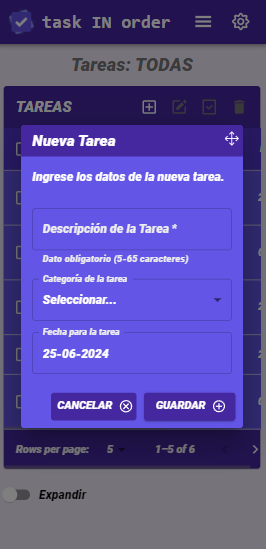 task IN order
Tareas: TODAS
TAREAS
Nueva Tarea
Ingrese los datos de la nueva tarea.
Descripción de la Tarea *
Dato obligatorio (5-65 caracteres)
Categoría de la tarea
Seleccionar...
Fecha para la tarea
25-06-2024
CANCELAR
GUARDAR
Rows per page: 5 1–5 of 6
Expandir